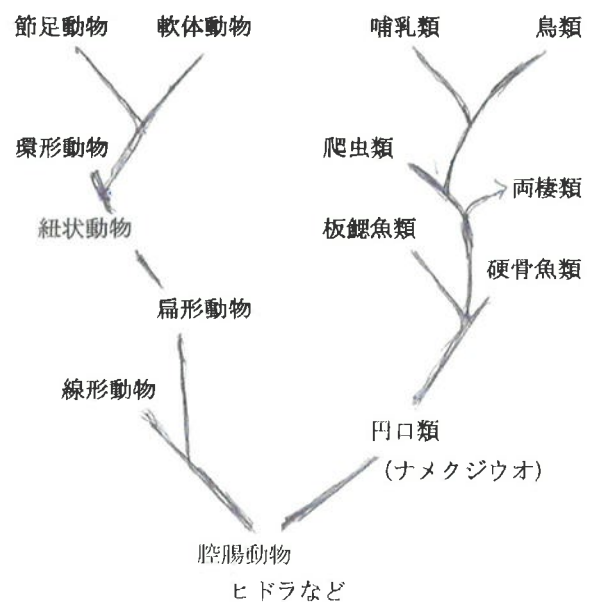 節足動物 軟体動物 哺乳類 鳥類
環形動物 爬虫類
両棲類
紐状動物 板鰓魚類
硬骨魚類
扁形動物
線形動物
円口類
(ナメクジウオ)
腔腸動物
ヒドラなど